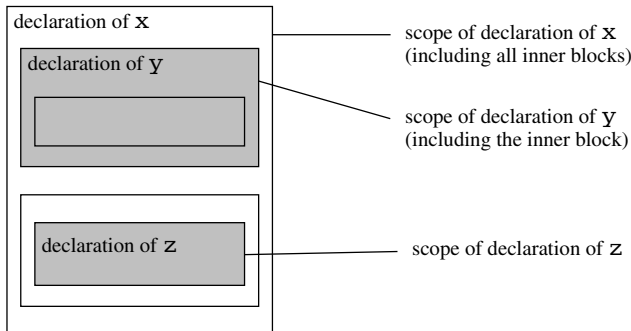 declaration of x
scope of declaration of x
(including all inner blocks)
declaration of y
scope of declaration of y
(including the inner block)
declaration of z
scope of declaration of z